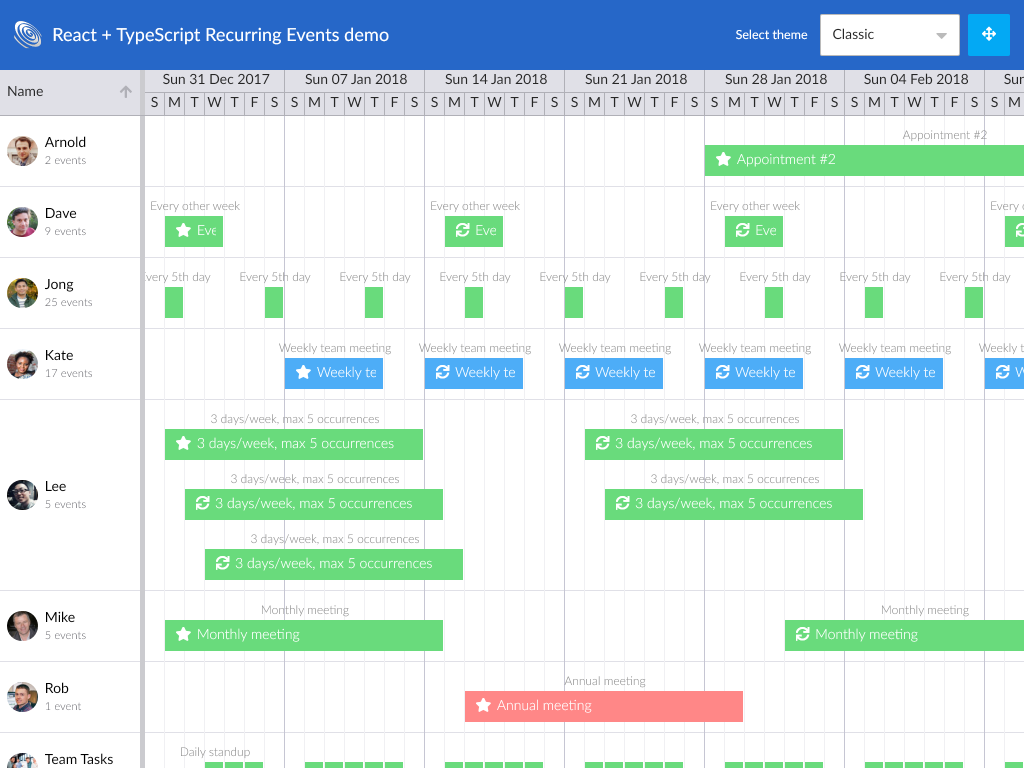 React + TypeScript Recurring Events demo
Select theme
Classic
Name
Sun 31 Dec 2017 Sun 07 Jan 2018 Sun 14 Jan 2018 Sun 21 Jan 2018 Sun 28 Jan 2018 Sun 04 Feb 2018 Sun
S M T W T F S S M T W T F S S M T W T F S S M T W T F S S M T W T F S S M T W T F S S M
Arnold
2 events
Appointment #2
Appointment #2
Dave
9 events
Every other week Every other week Every other week Every
Eve Eve Eve
Jong
25 events
very 5th day Every 5th day Every 5th day Every 5th day Every 5th day Every 5th day Every 5th day Every 5th day Every 5th day
Kate
17 events
Weekly team meeting Weekly team meeting Weekly team meeting Weekly team meeting Weekly team meeting Weekly t
Weekly te Weekly te Weekly te Weekly te Weekly te W
Lee
5 events
3 days/week, max 5 occurrences 3 days/week, max 5 occurrences
3 days/week, max 5 occurrences 3 days/week, max 5 occurrences
3 days/week, max 5 occurrences 3 days/week, max 5 occurrences
3 days/week, max 5 occurrences 3 days/week, max 5 occurrences
3 days/week, max 5 occurrences
3 days/week, max 5 occurrences
Mike
5 events
Monthly meeting Monthly meeting
Monthly meeting Monthly meeting
Rob
1 event
Annual meeting
Annual meeting
Team Tasks
Daily standup